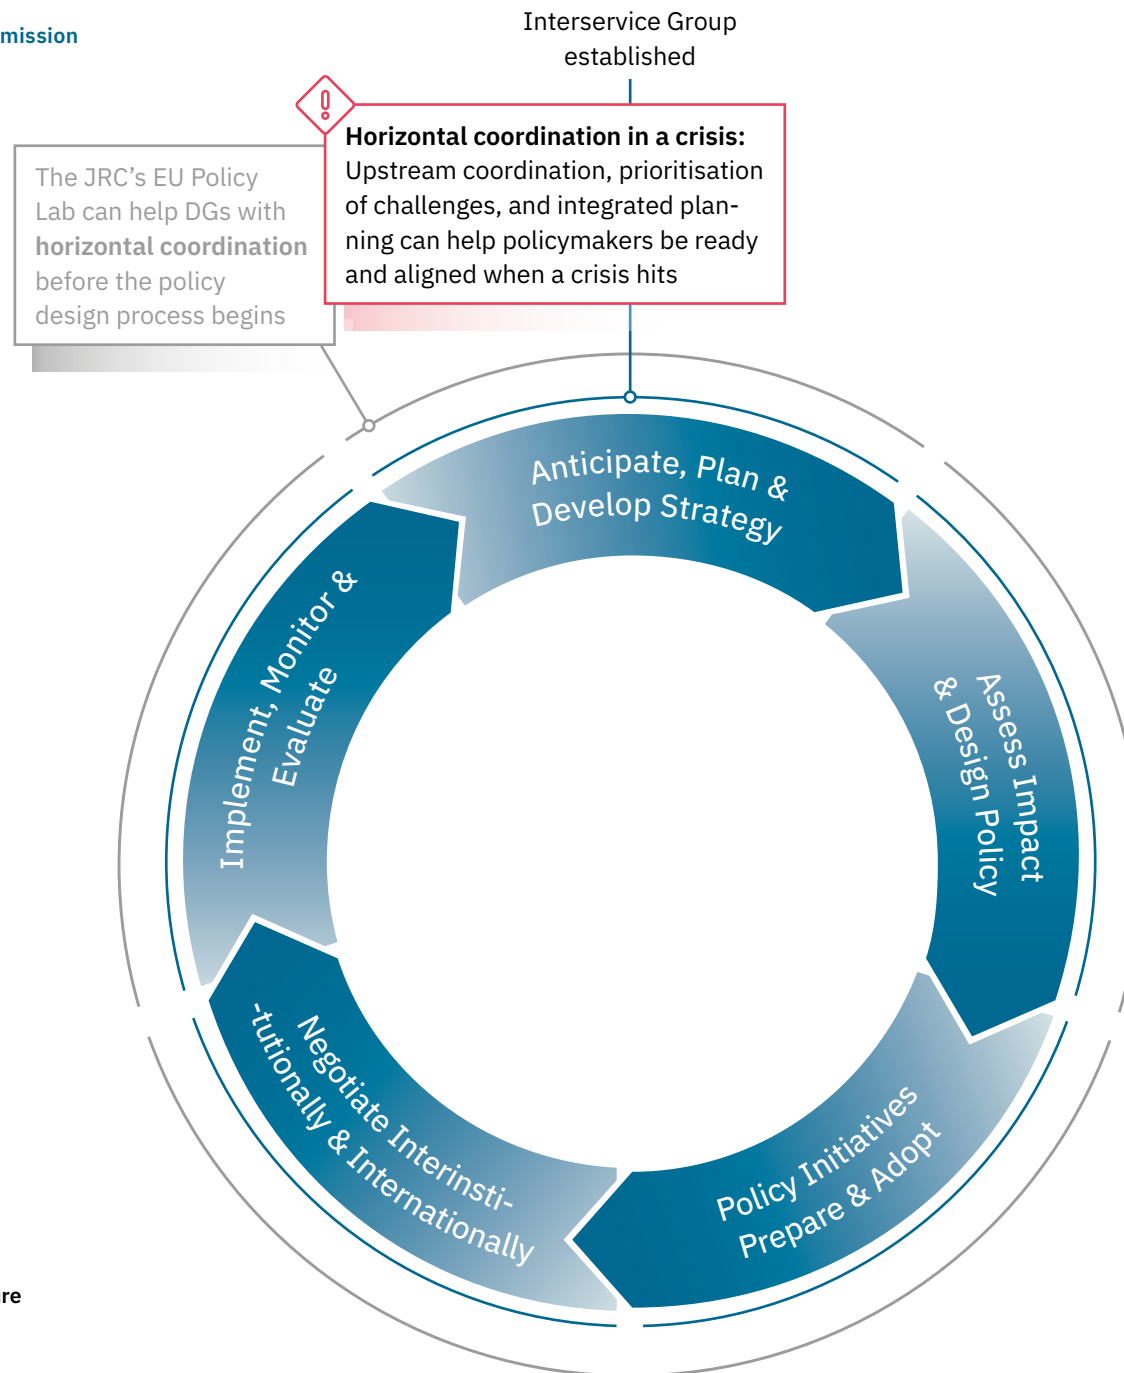 mission
Interservice Group
established
Horizontal coordination in a crisis:
Upstream coordination, prioritisation
of challenges, and integrated plan-
ning can help policymakers be ready
and aligned when a crisis hits
The JRC's EU Policy
Lab can help DGs with
horizontal coordination
before the policy
design process begins
Anticipate, Plan &
Develop Strategy
Assess Impact
& Design Policy
Policy Initiatives
Prepare & Adopt
Negotiate Interinsti-
-tutionally & Internationally
Implement, Monitor &
Evaluate
re